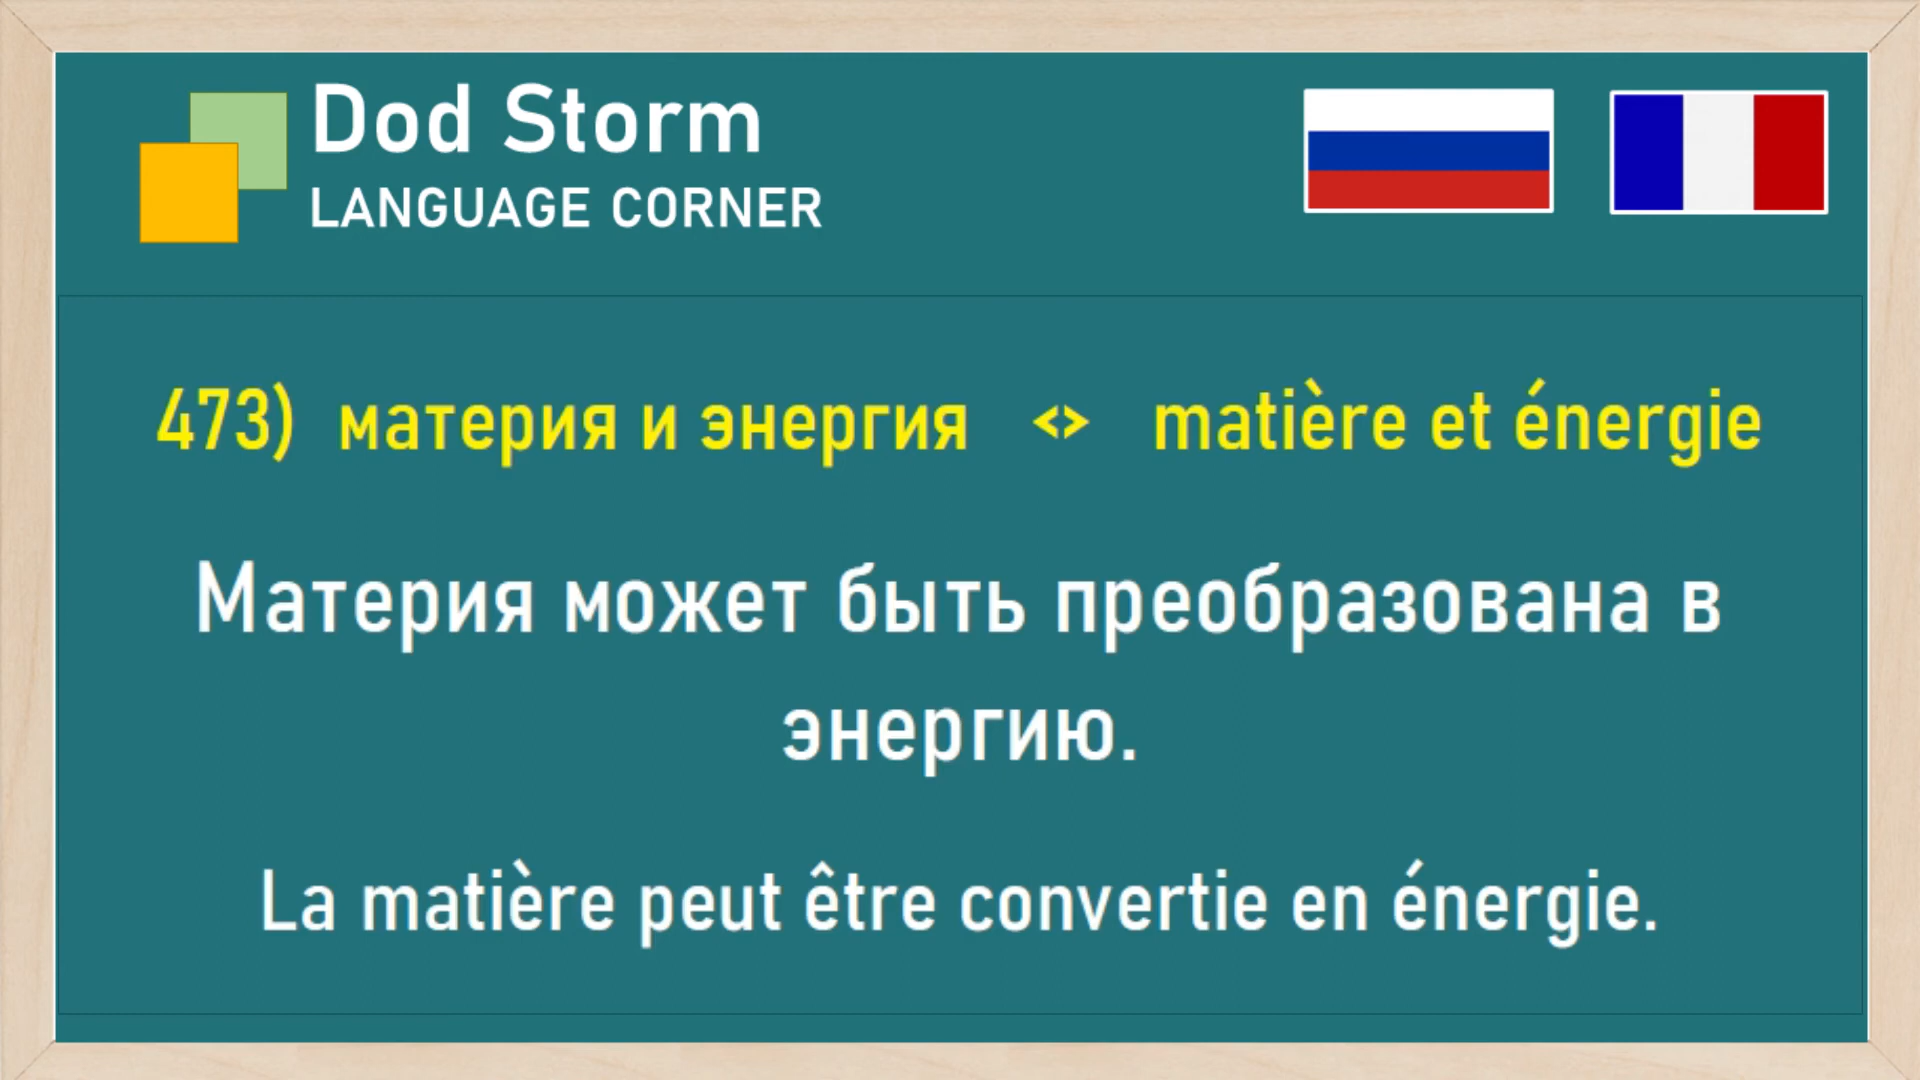 Dod Storm
LANGUAGE CORNER
473) материя и энергия <> matière et énergie
Материя может быть преобразована в
энергию.
La matière peut être convertie en énergie.